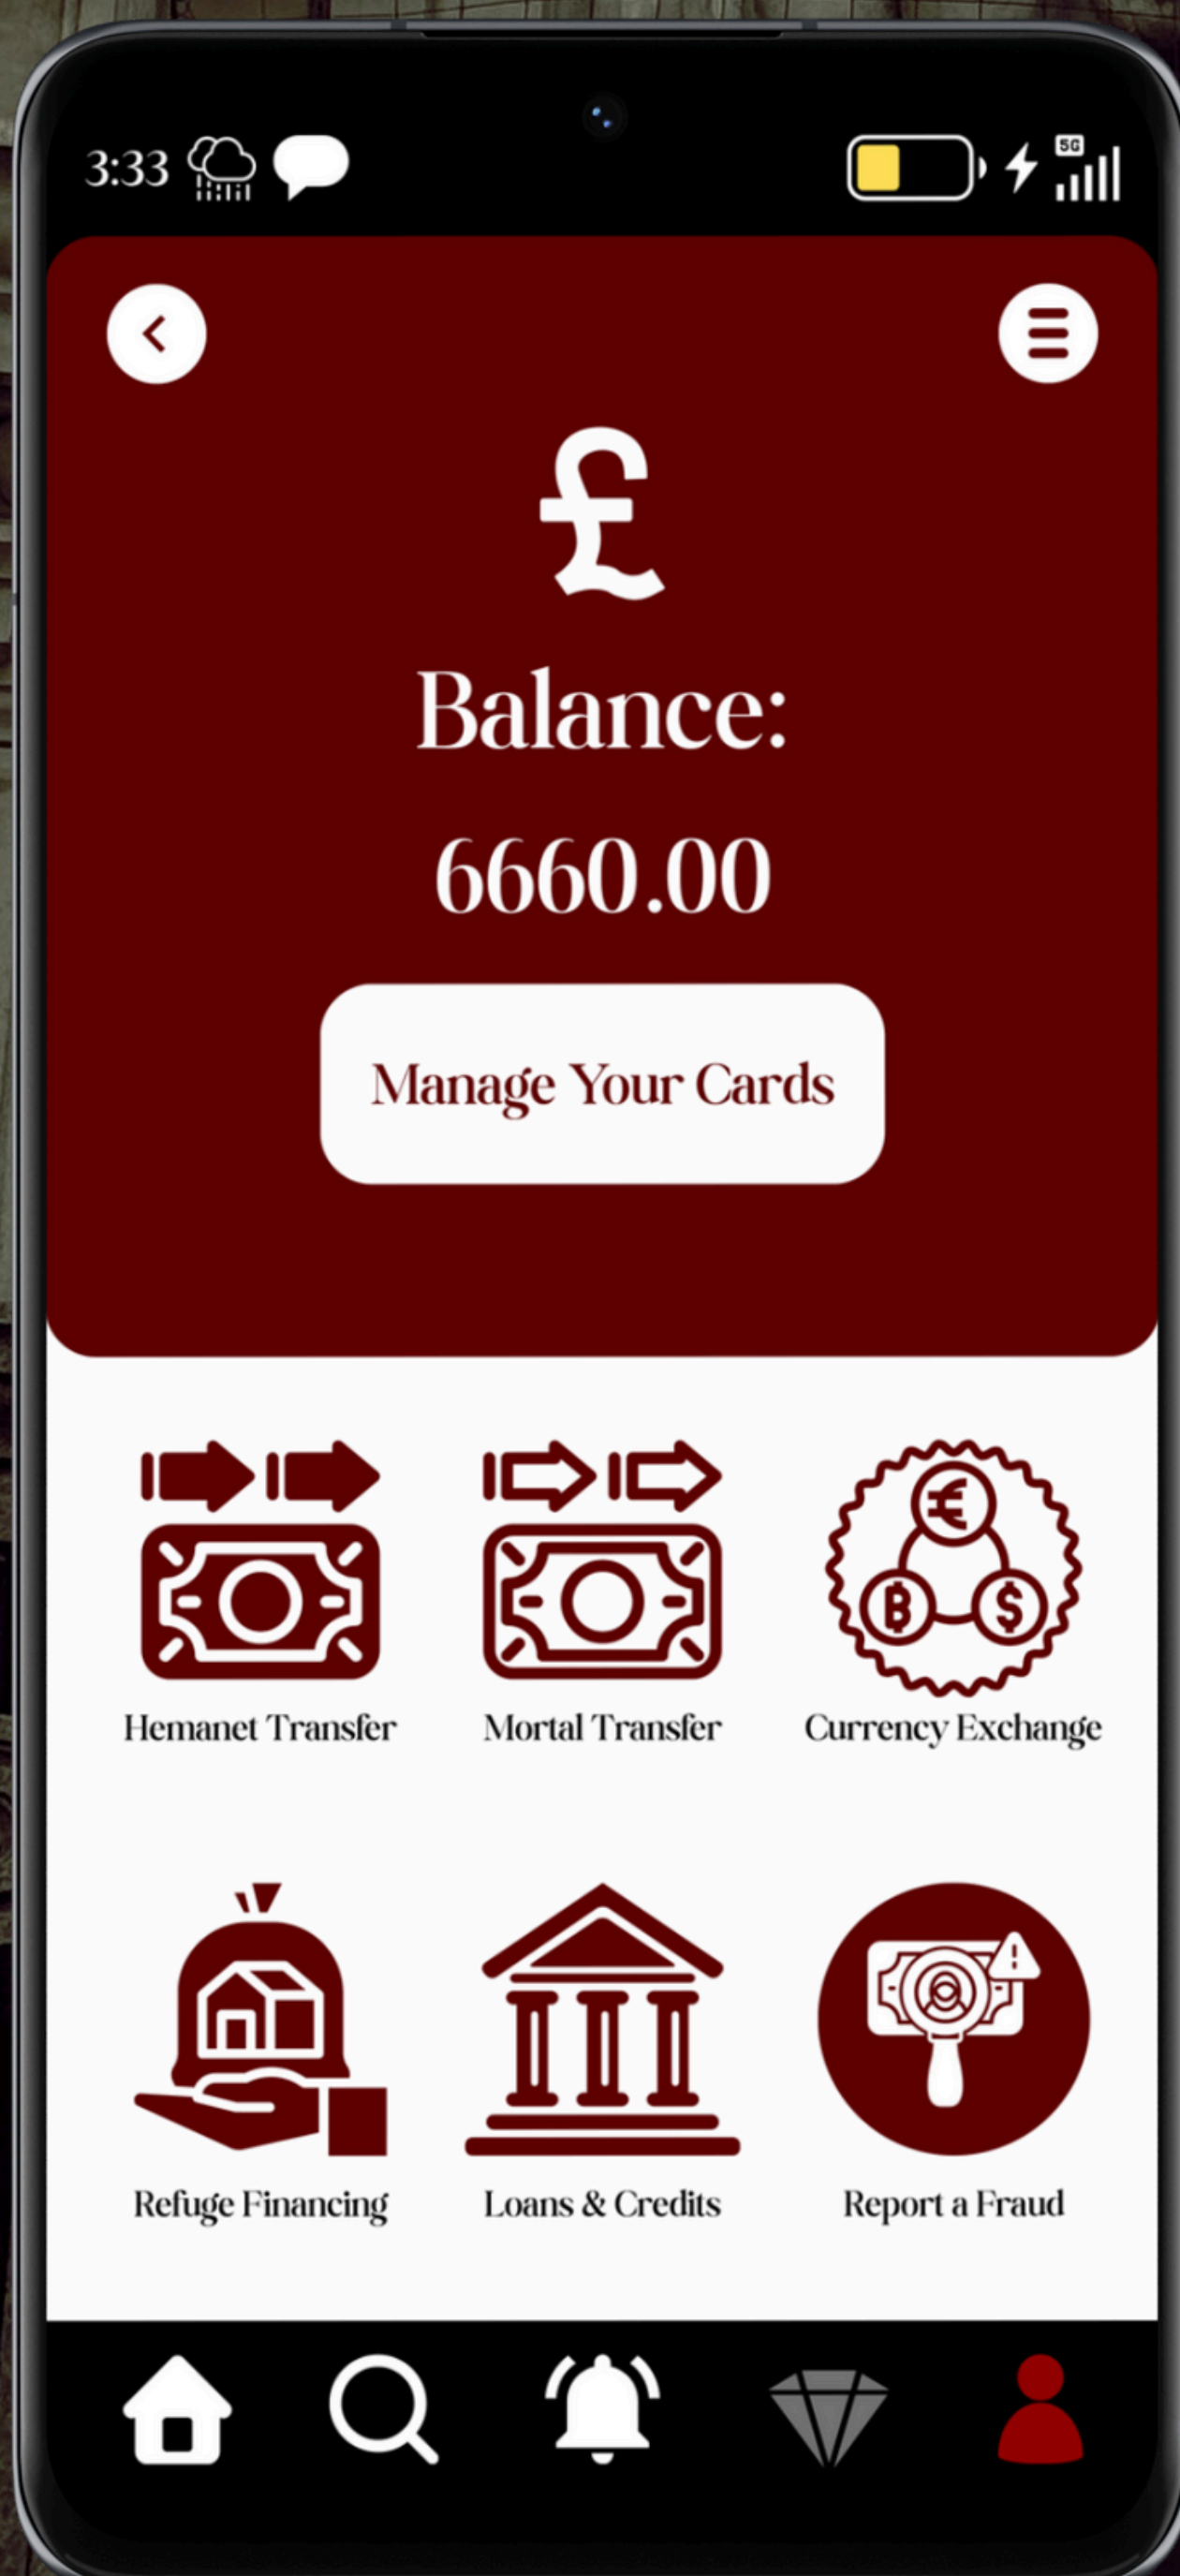 3:33
5G
£
Balance:
6660.00
Manage Your Cards
€
฿ $
Hemanet Transfer Mortal Transfer Currency Exchange
!
Refuge Financing Loans & Credits Report a Fraud